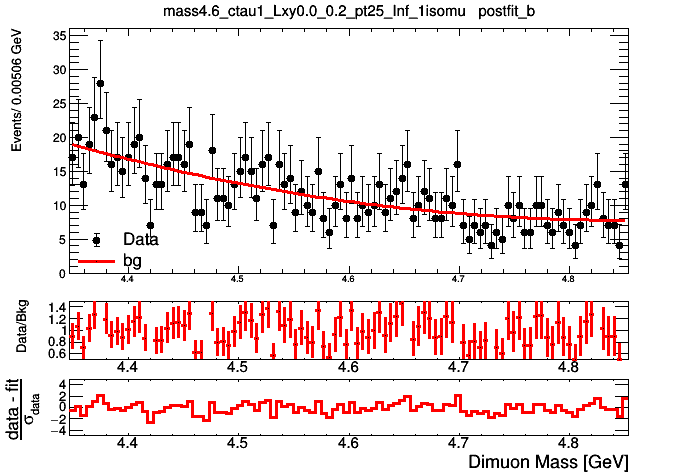 mass4.6_ctau1_Lxy0.0_0.2_pt25_Inf_1isomu postfit_b
Events/ 0.00506 GeV
35
30
25
20
15
10
5
0
Data
bg
4.4 4.5 4.6 4.7 4.8
Data/Bkg
1.4
1.2
1.0
0.8
0.6
4.4 4.5 4.6 4.7 4.8
data - fit
σdata
4
2
0
−2
−4
4.4 4.5 4.6 4.7 4.8
Dimuon Mass [GeV]